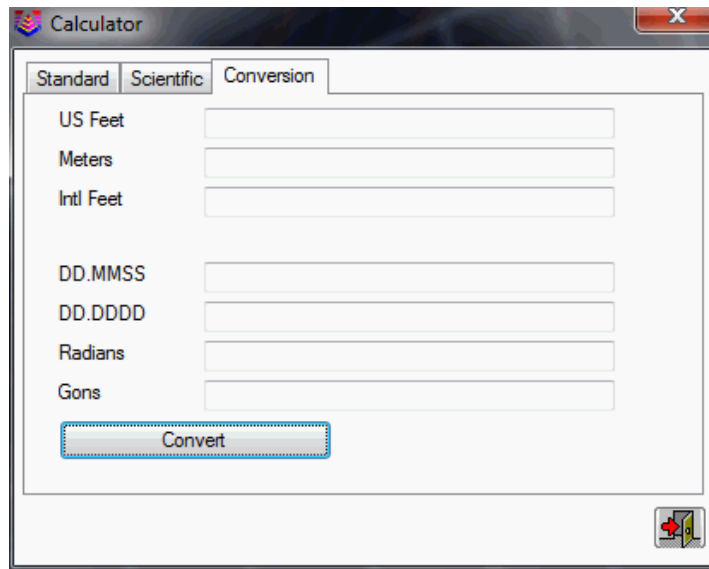 Calculator
Standard Scientific Conversion
US Feet
Meters
Intl Feet
DD.MMSS
DD.DDDD
Radians
Gons
Convert